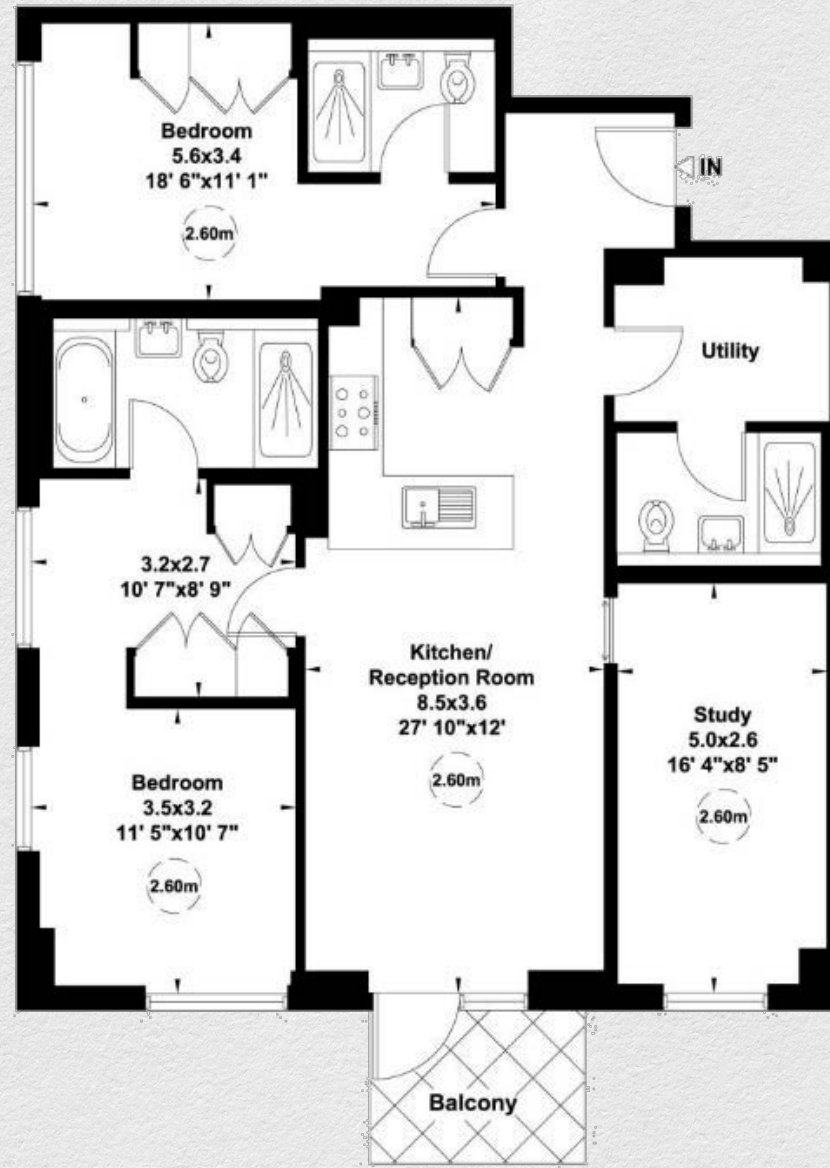 Bedroom
5.6x3.4
18' 6"x11' 1"
2.60m
IN
Utility
3.2x2.7
10' 7"x8' 9"
Kitchen/
Reception Room
8.5x3.6
27' 10"x12'
2.60m
Study
5.0x2.6
16' 4"x8' 5"
2.60m
Bedroom
3.5x3.2
11' 5"x10' 7"
2.60m
Balcony